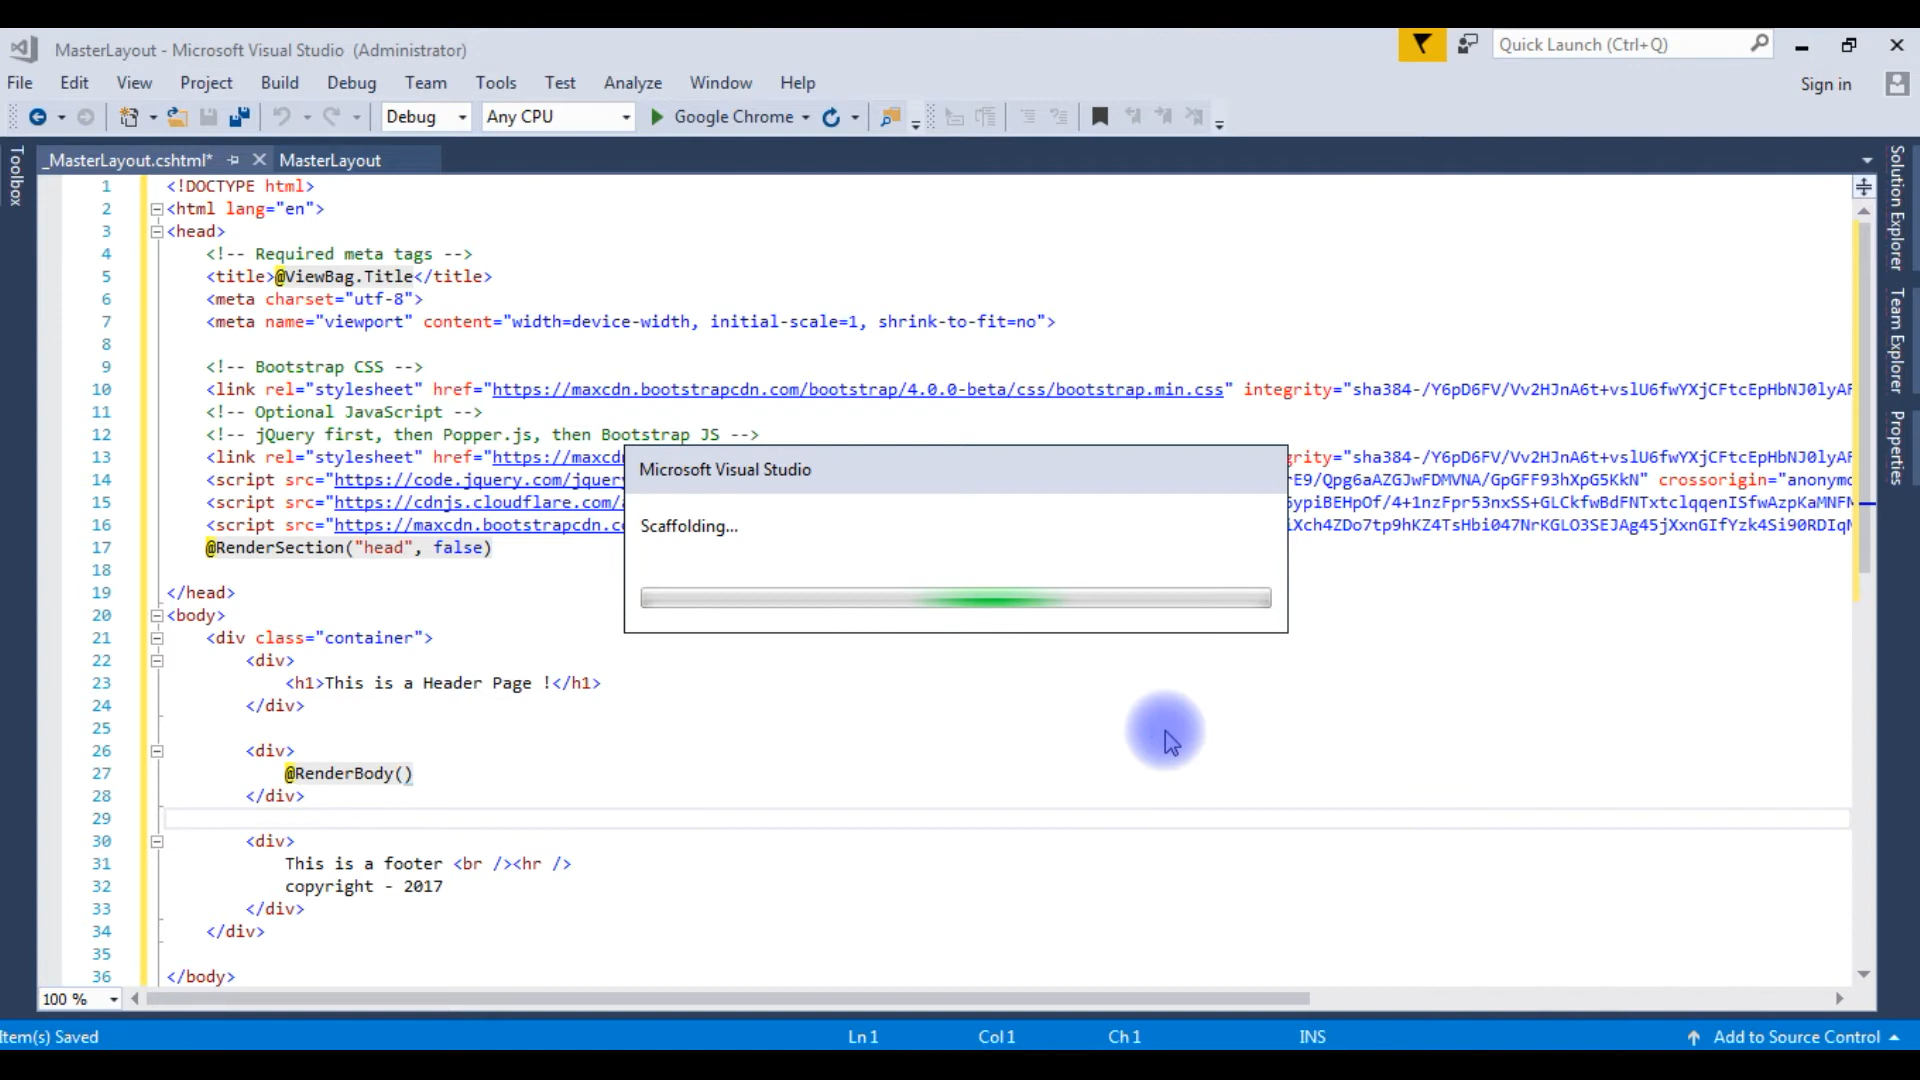 MasterLayout - Microsoft Visual Studio (Administrator)
Quick Launch (Ctrl+Q)
File Edit View Project Build Debug Team Tools Test Analyze Window Help
Sign in
Debug Any CPU Google Chrome
_MasterLayout.cshtml* MasterLayout
Toolbox
Solution Explorer
Team Explorer
Properties
1 <!DOCTYPE html>
2 <html lang="en">
3 <head>
4 <!-- Required meta tags -->
5 <title>@ViewBag.Title</title>
6 <meta charset="utf-8">
7 <meta name="viewport" content="width=device-width, initial-scale=1, shrink-to-fit=no">
8
9 <!-- Bootstrap CSS -->
10 <link rel="stylesheet" href="https://maxcdn.bootstrapcdn.com/bootstrap/4.0.0-beta/css/bootstrap.min.css" integrity="sha384-/Y6pD6FV/Vv2HJnA6t+vslU6fwYXjCFtcEpHbNJ0lyAF
11 <!-- Optional JavaScript -->
12 <!-- jQuery first, then Popper.js, then Bootstrap JS -->
13 <link rel="stylesheet" href="https://maxcd grity="sha384-/Y6pD6FV/Vv2HJnA6t+vslU6fwYXjCFtcEpHbNJ0lyAF
14 <script src="https://code.jquery.com/jquery rE9/Qpg6aAZGJwFDMVNA/GpGFF93hXpG5KkN" crossorigin="anonymo
15 <script src="https://cdnjs.cloudflare.com/a 6ypiBEHpOf/4+1nzFpr53nxSS+GLCkfwBdFNTxtclqqenISfwAzpKaMNFM
16 <script src="https://maxcdn.bootstrapcdn.co iXch4ZDo7tp9hKZ4TsHbi047NrKGLO3SEJAg45jXxnGIfYzk4Si90RDIqN
17 @RenderSection("head", false)
18
19 </head>
20 <body>
21 <div class="container">
22 <div>
23 <h1>This is a Header Page !</h1>
24 </div>
25
26 <div>
27 @RenderBody()
28 </div>
29
30 <div>
31 This is a footer <br /><hr />
32 copyright - 2017
33 </div>
34 </div>
35
36 </body>
Microsoft Visual Studio
Scaffolding...
100 %
Item(s) Saved Ln 1 Col 1 Ch 1 INS Add to Source Control